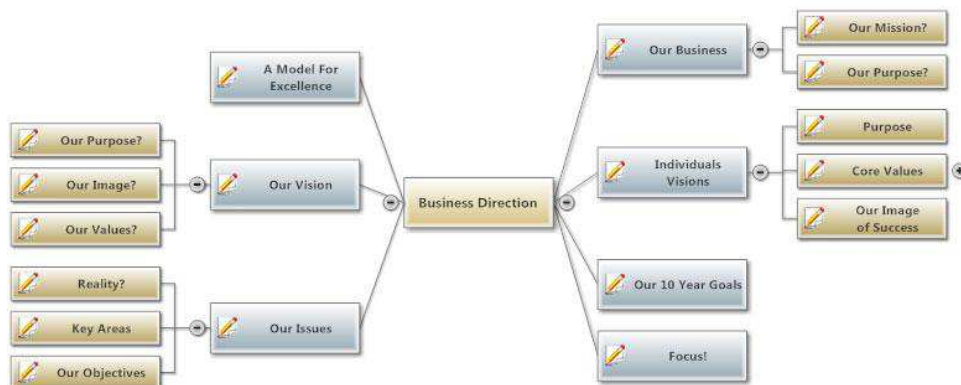 A Model For
Excellence
Our Purpose?
Our Image?
Our Values?
Our Vision
Reality?
Key Areas
Our Objectives
Our Issues
Business Direction
Our Business
Our Mission?
Our Purpose?
Individuals
Visions
Purpose
Core Values
Our Image
of Success
Our 10 Year Goals
Focus!